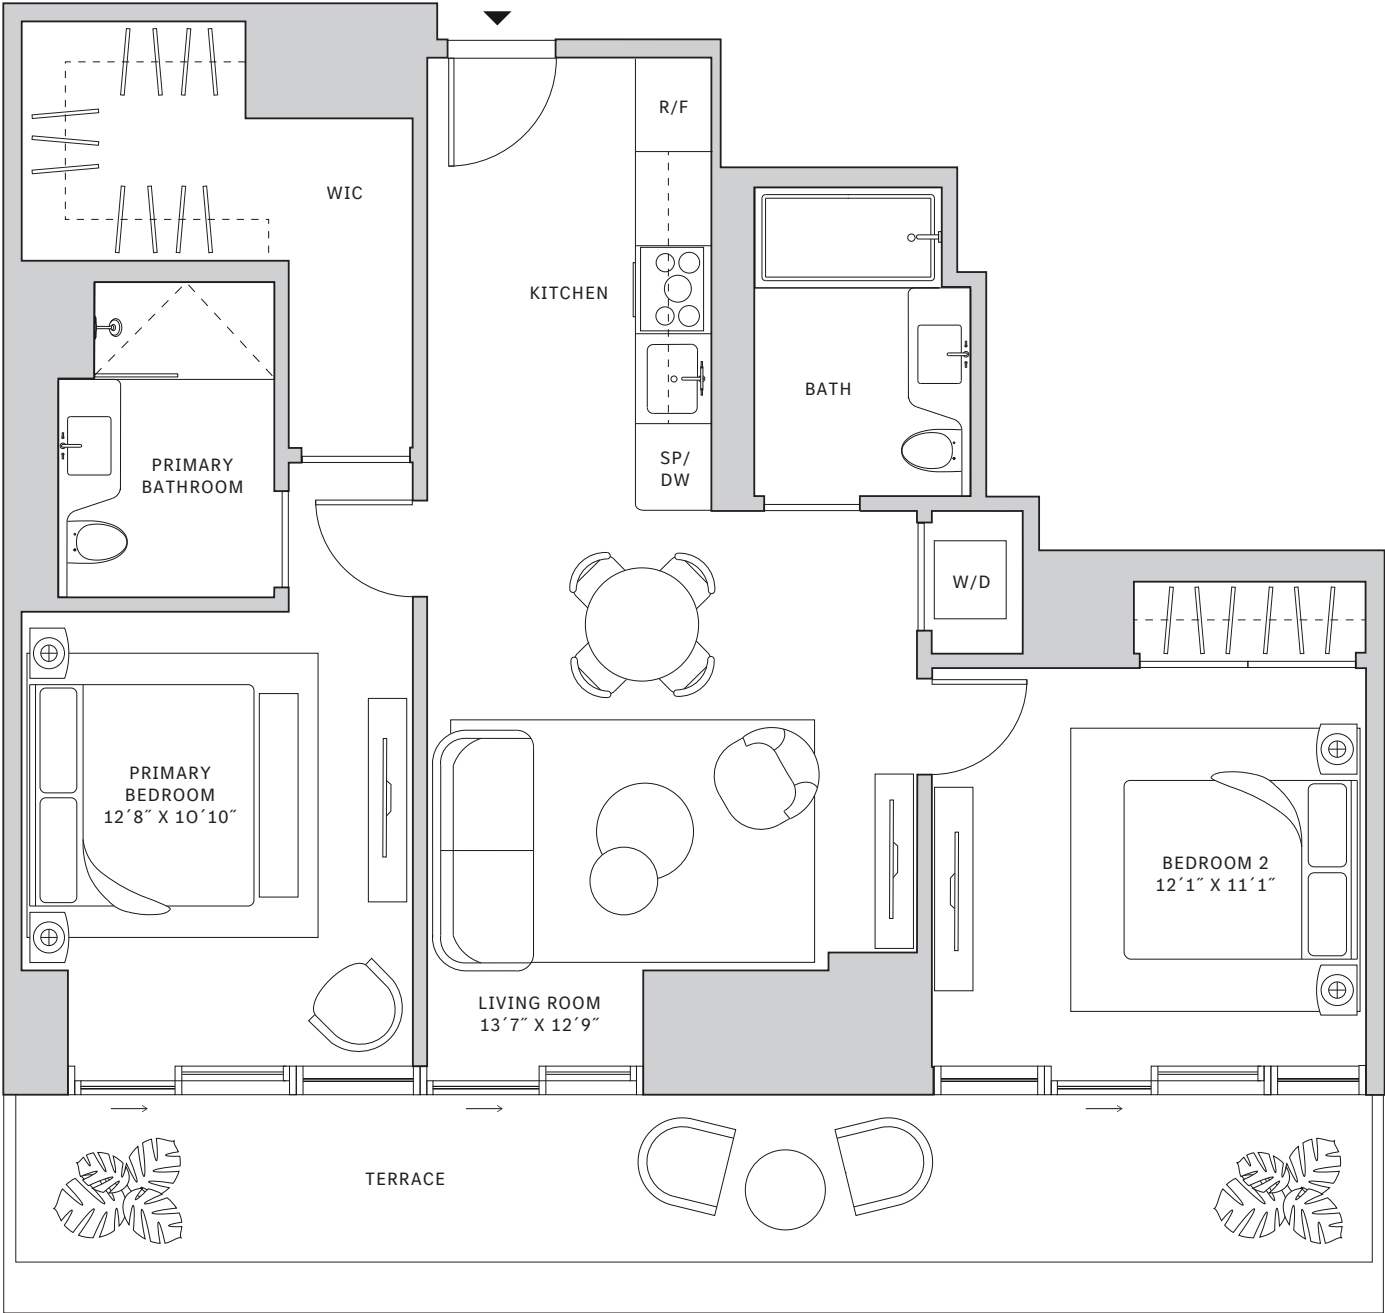 R/F
WIC
KITCHEN
BATH
PRIMARY
BATHROOM
SP/
DW
W/D
PRIMARY
BEDROOM
12´8˝ X 1O´10˝
BEDROOM 2
12´1˝ X 11´1˝
LIVING ROOM
13´7˝ X 12´9˝
TERRACE